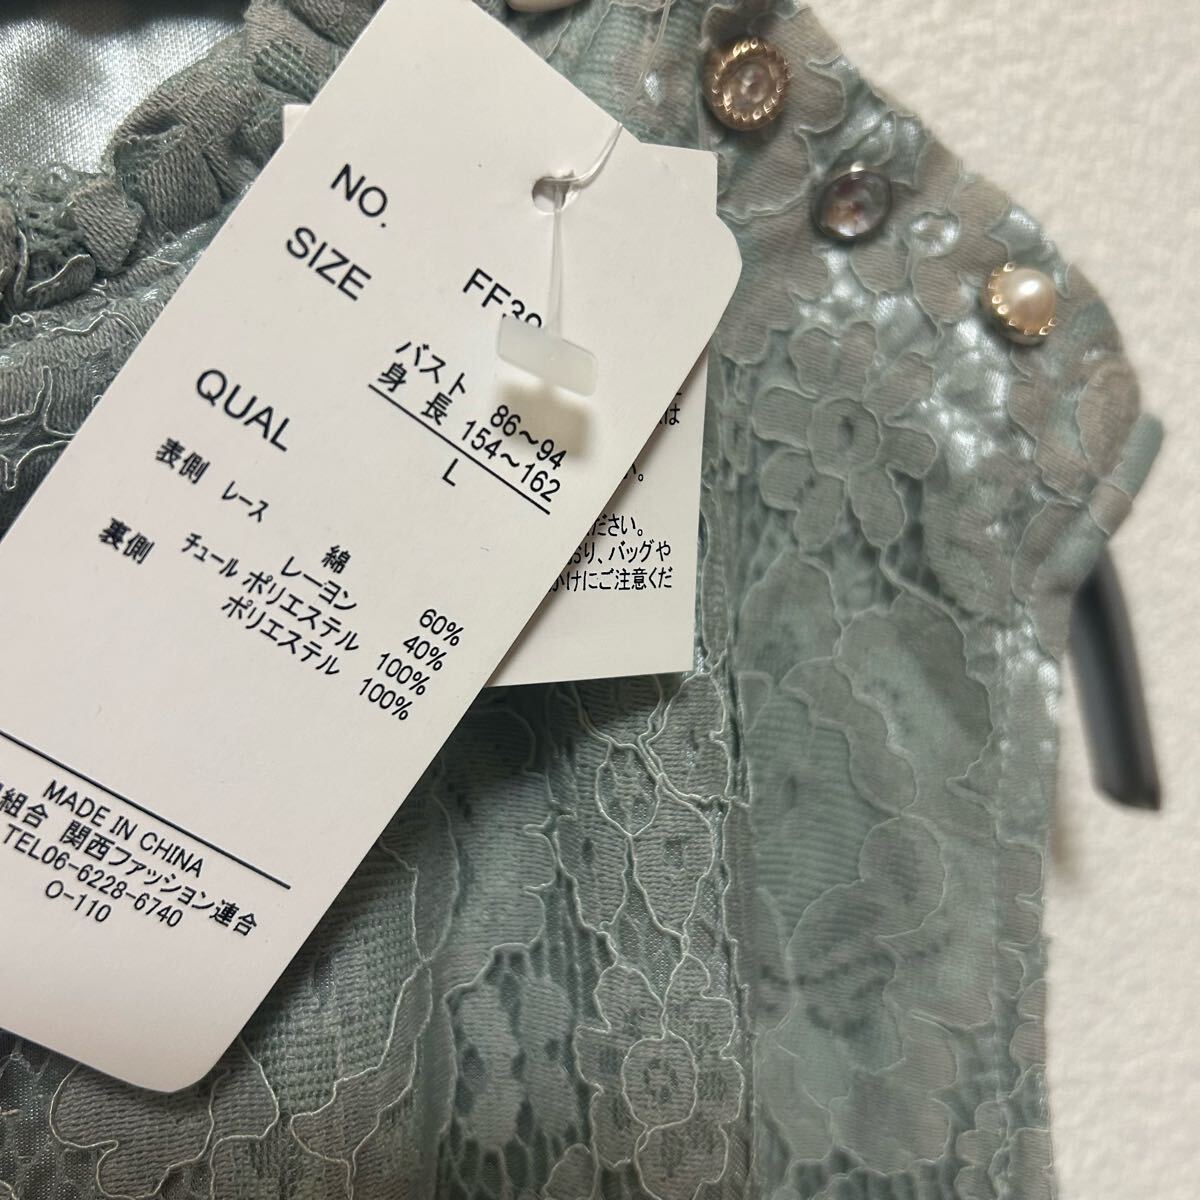 NO.
SIZE
FF39
バスト 86～94
身長 154～162
L
QUAL
表側 レース
綿 60%
レーヨン 40%
チュール ポリエステル 100%
裏側 ポリエステル 100%
MADE IN CHINA
組合 関西ファッション連合
TEL06-6228-6740
O-110
は
。
ださい。
おり、バッグや
かけにご注意くだ